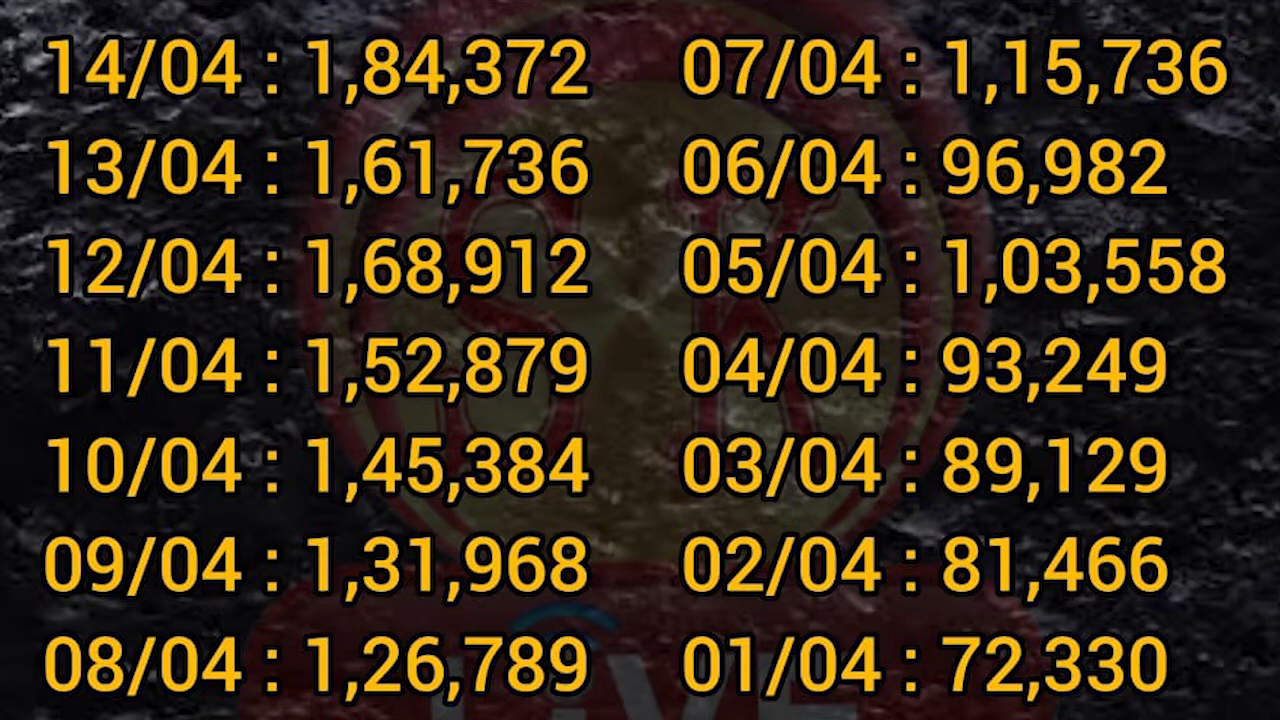 14/04 : 1,84,372
13/04 : 1,61,736
12/04 : 1,68,912
11/04 : 1,52,879
10/04 : 1,45,384
09/04 : 1,31,968
08/04 : 1,26,789
07/04 : 1,15,736
06/04 : 96,982
05/04 : 1,03,558
04/04 : 93,249
03/04 : 89,129
02/04 : 81,466
01/04 : 72,330
SK